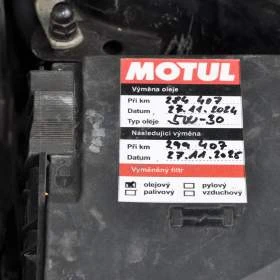 MOTUL
Výměna oleje
Při km 284 407
Datum 27.11.2024
Typ oleje 5W-30
Následující výměna
Při km 299 407
Datum 27.11.2025
Vyměněný filtr
olejový pylový
palivový vzduchový